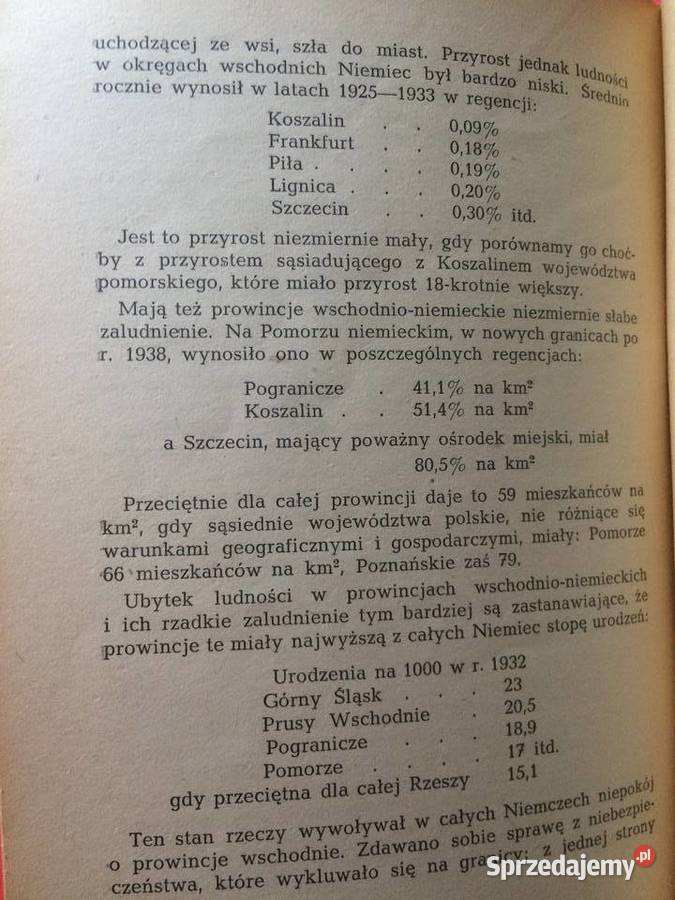 uchodzącej ze wsi, szła do miast. Przyrost jednak ludności
w okręgach wschodnich Niemiec był bardzo niski. Średnio
rocznie wynosił w latach 1925—1933 w regencji:
Koszalin . . 0,09%
Frankfurt . . 0,18%
Piła . . . . 0,19%
Lignica . . . 0,20%
Szczecin . . 0,30% itd.
Jest to przyrost niezmiernie mały, gdy porównamy go choć-
by z przyrostem sąsiadującego z Koszalinem województwa
pomorskiego, które miało przyrost 18-krotnie większy.
Mają też prowincje wschodnio-niemieckie niezmiernie słabe
zaludnienie. Na Pomorzu niemieckim, w nowych granicach po
r. 1938, wynosiło ono w poszczególnych regencjach:
Pogranicze . 41,1% na km²
Koszalin . . 51,4% na km²
a Szczecin, mający poważny ośrodek miejski, miał
80,5% na km²
Przeciętnie dla całej prowincji daje to 59 mieszkańców na
km², gdy sąsiednie województwa polskie, nie różniące się
warunkami geograficznymi i gospodarczymi, miały: Pomorze
66 mieszkańców na km², Poznańskie zaś 79.
Ubytek ludności w prowincjach wschodnio-niemieckich
i ich rzadkie zaludnienie tym bardziej są zastanawiające, że
prowincje te miały najwyższą z całych Niemiec stopę urodzeń:
Urodzenia na 1000 w r. 1932
Górny Śląsk . . . 23
Prusy Wschodnie . 20,5
Pogranicze . . . 18,9
Pomorze . . . . 17 itd.
gdy przeciętna dla całej Rzeszy 15,1
Ten stan rzeczy wywoływał w całych Niemczech niepokój
o prowincje wschodnie. Zdawano sobie sprawę z niebezpie-
czeństwa, które wykluwało się na granicy: z jednej strony
Sprzedajemy.pl